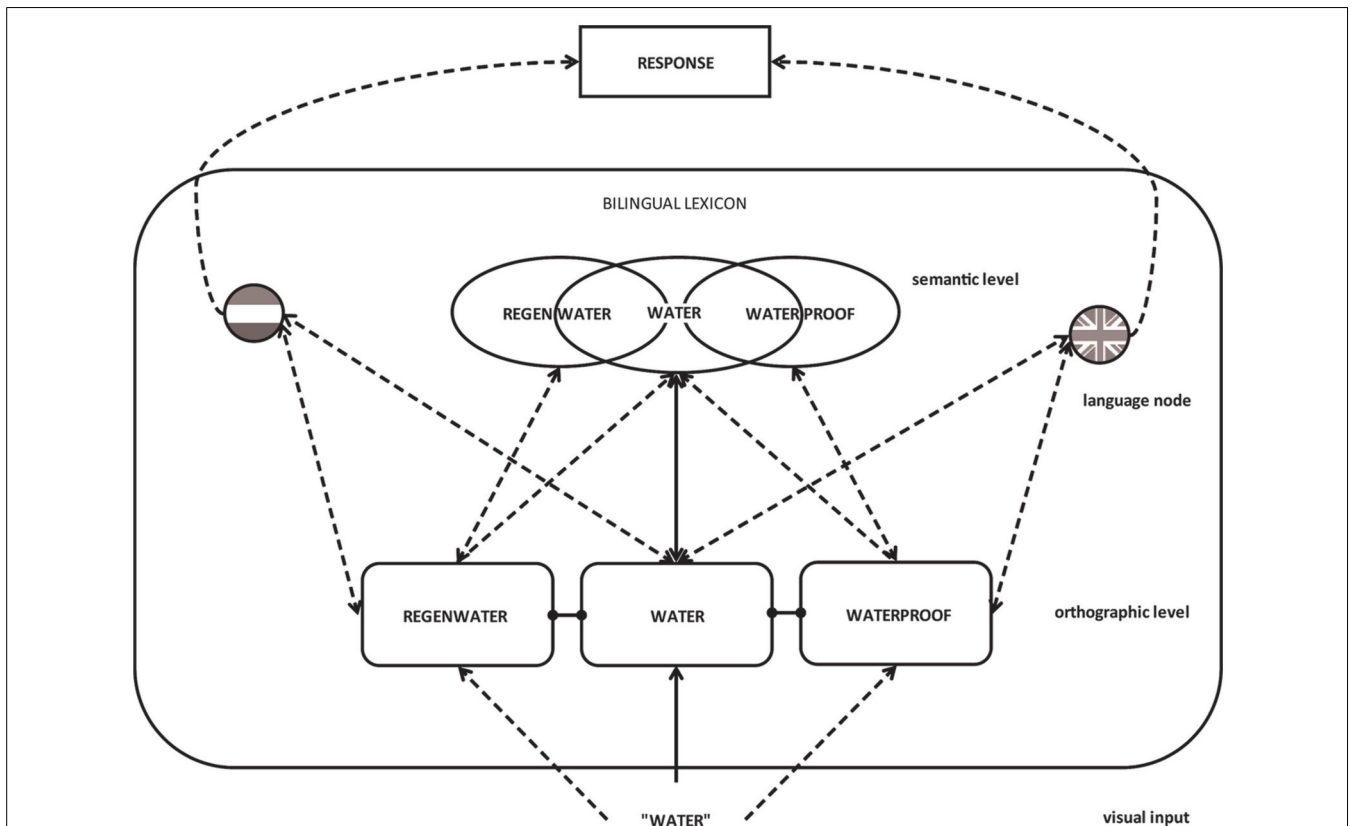 RESPONSE
BILINGUAL LEXICON
semantic level
REGEN WATER WATER WATER PROOF
language node
REGENWATER WATER WATERPROOF
orthographic level
"WATER"
visual input